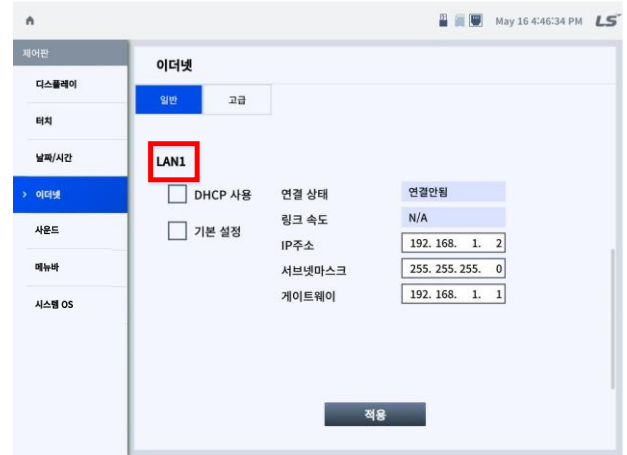 May 16 4:46:34 PM LS
제어판
디스플레이
터치
날짜/시간
> 이더넷
사운드
메뉴바
시스템 OS
이더넷
일반 고급
LAN1
DHCP 사용 연결 상태 연결안됨
기본 설정 링크 속도 N/A
IP주소 192. 168. 1. 2
서브넷마스크 255. 255. 255. 0
게이트웨이 192. 168. 1. 1
적용